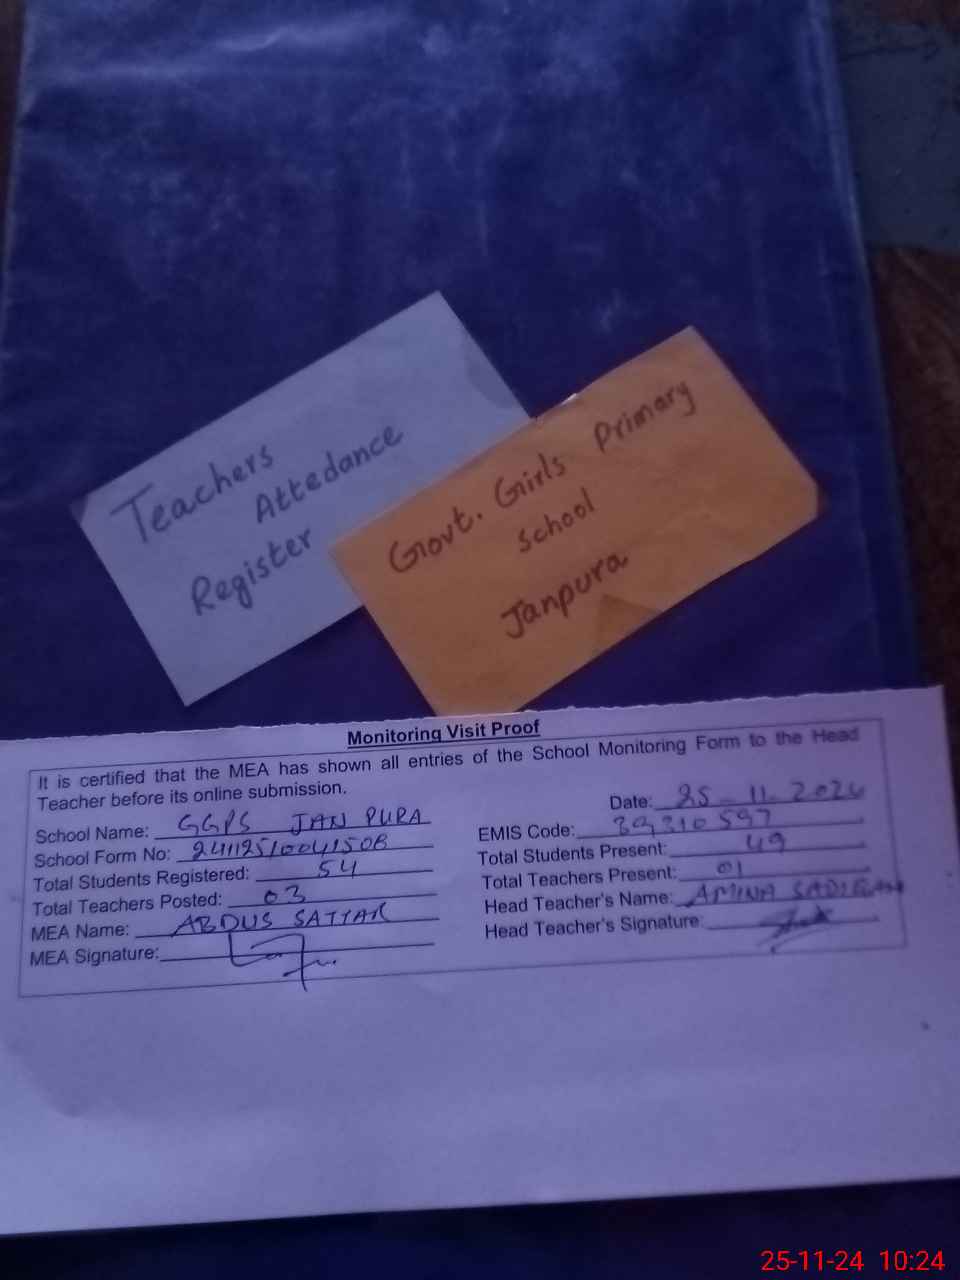 Teachers
Attedance
Register
Govt. Girls Primary
School
Janpura
Monitoring Visit Proof
It is certified that the MEA has shown all entries of the School Monitoring Form to the Head
Teacher before its online submission.
Date: 25-11-2024
School Name: GGPS JAN PURA
EMIS Code: 39310597
School Form No:
Total Students Present: 49
Total Students Registered: 54
Total Teachers Present: 01
Total Teachers Posted: 03
Head Teacher's Name: AMINA
MEA Name: ABDUS SATTAR
Head Teacher's Signature:
MEA Signature:
25-11-24 10:24